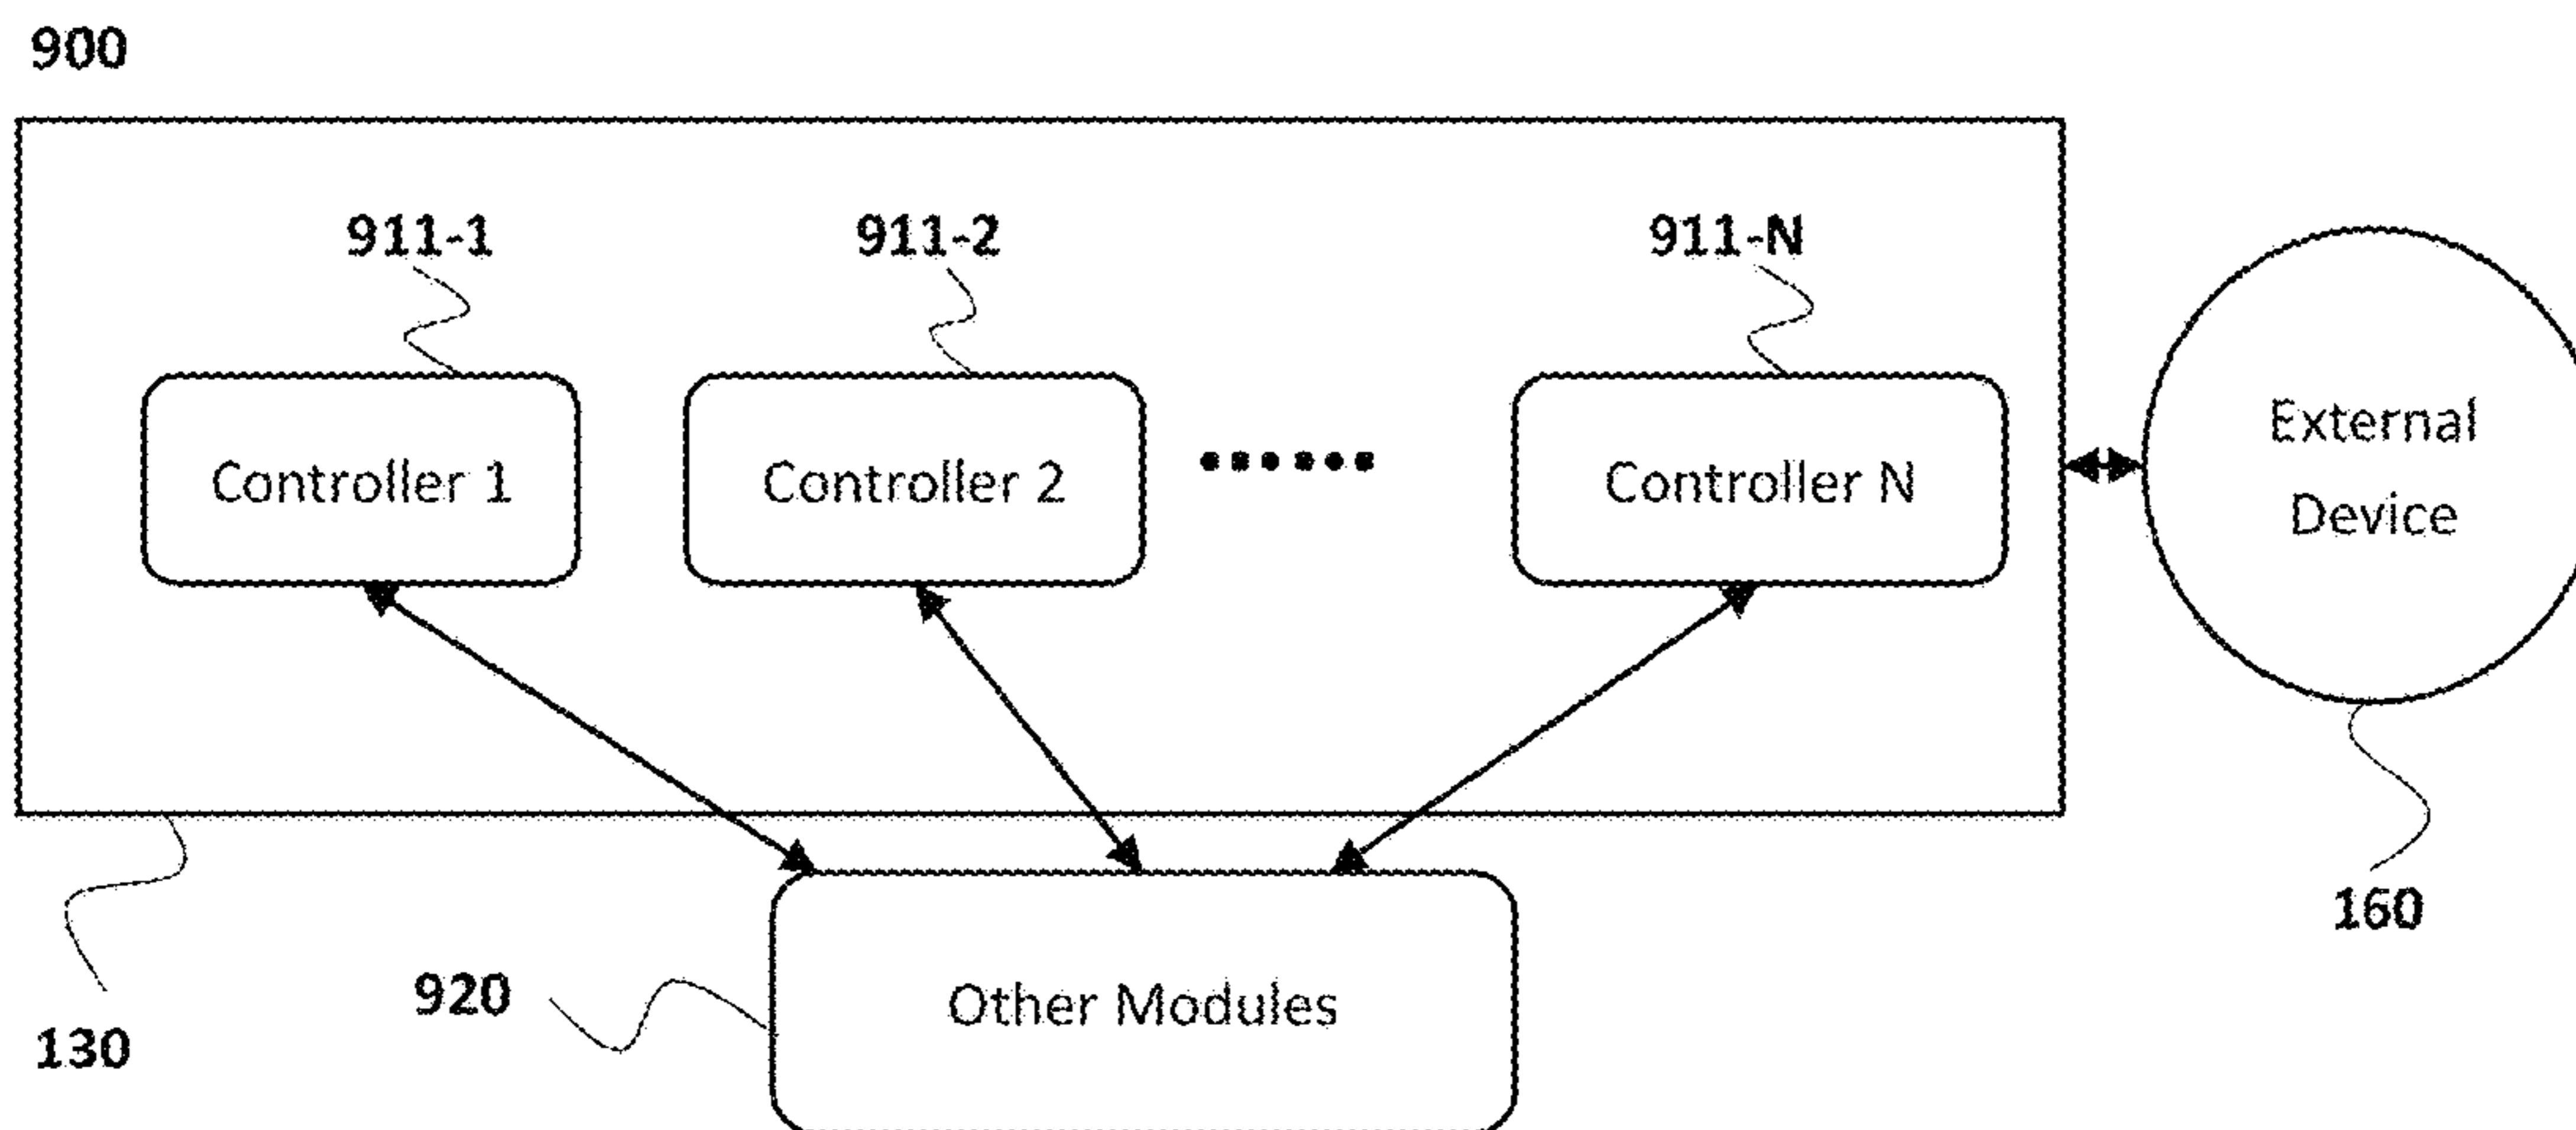 900
911-1
911-2
911-N
Controller 1
Controller 2
Controller N
External
Device
160
920
Other Modules
130